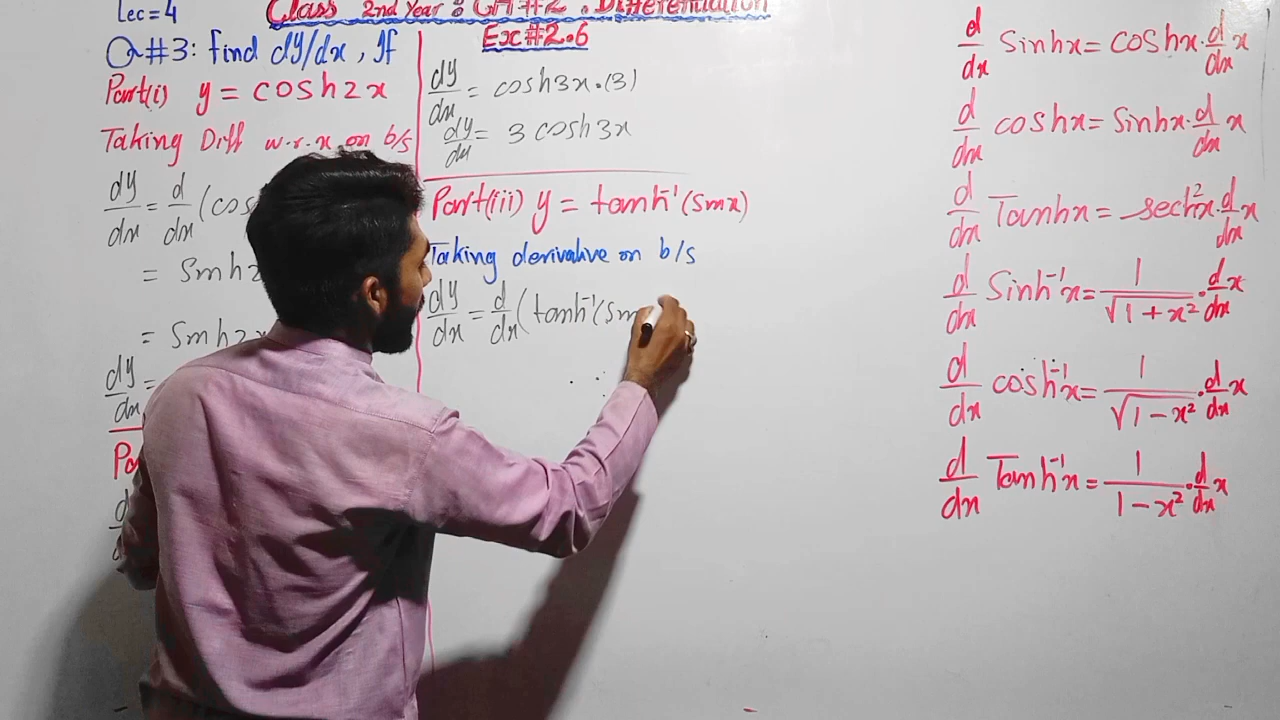 Lec=4
Class 2nd Year : CH#2 . Differentiation
Ex#2.6
Q#3: Find dy/dx, If
Part(i) y = cosh2x
Taking Diff w.r.x on b/s
dy/dx = d/dx (cos
= Sinh2
= Sinh2x
dy/dx =
dy/dx = cosh3x.(3)
dy/dx = 3 cosh3x
Part(iii) y = tanh⁻¹(sinx)
Taking derivative on b/s
dy/dx = d/dx (tanh⁻¹(Sin
d/dx Sinhx = coshx. d/dx x
d/dx coshx = Sinhx. d/dx x
d/dx Tanhx = sech²x. d/dx x
d/dx Sinh⁻¹x = 1/√1+x² . d/dx x
d/dx cosh⁻¹x = 1/√1-x² . d/dx x
d/dx Tanh⁻¹x = 1/1-x² . d/dx x